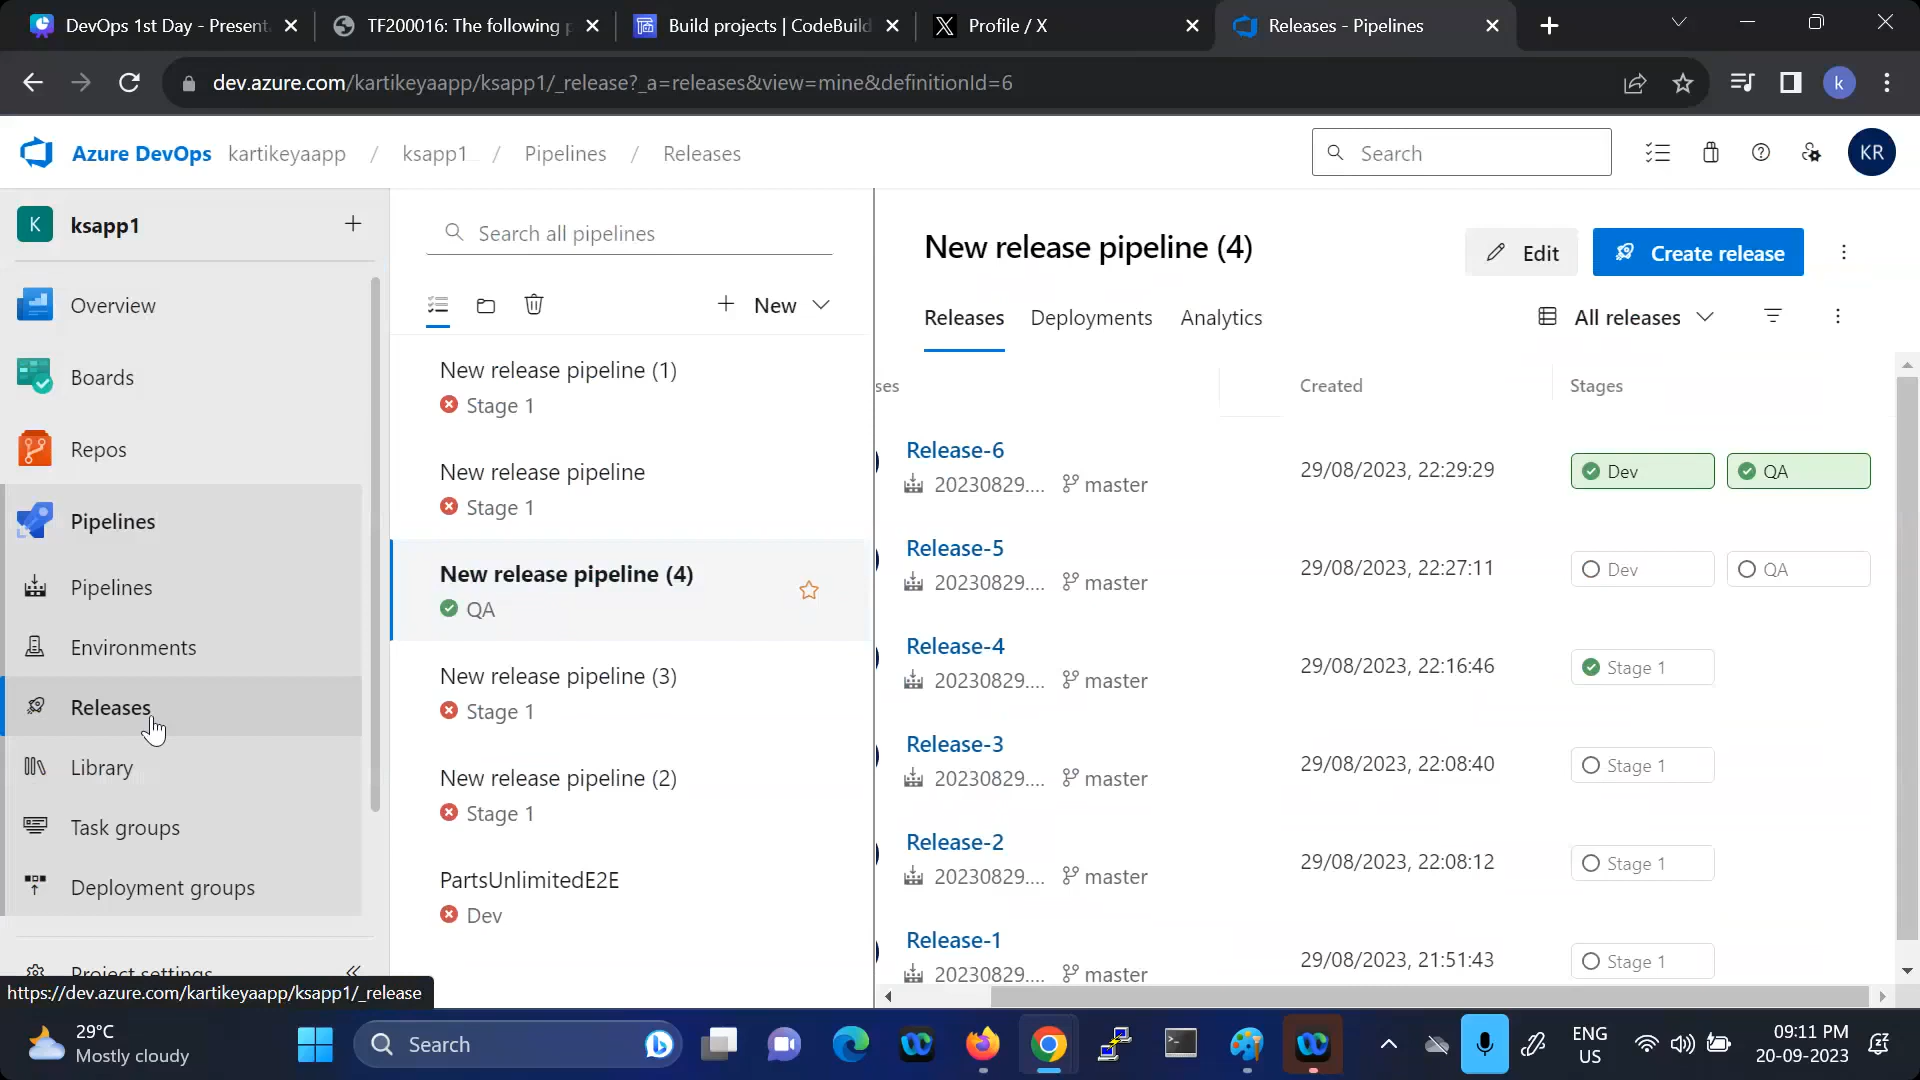 DevOps 1st Day - Present
TF200016: The following p
Build projects | CodeBuild
Profile / X
Releases - Pipelines
dev.azure.com/kartikeyaapp/ksapp1/_release?_a=releases&view=mine&definitionId=6
k
Azure DevOps
kartikeyaapp / ksapp1 / Pipelines / Releases
Search
KR
K
ksapp1
Overview
Boards
Repos
Pipelines
Pipelines
Environments
Releases
Library
Task groups
Deployment groups
Project settings
https://dev.azure.com/kartikeyaapp/ksapp1/_release
Search all pipelines
New
New release pipeline (1)
Stage 1
New release pipeline
Stage 1
New release pipeline (4)
QA
New release pipeline (3)
Stage 1
New release pipeline (2)
Stage 1
PartsUnlimitedE2E
Dev
New release pipeline (4)
Edit
Create release
Releases
Deployments
Analytics
All releases
ses
Created
Stages
Release-6
20230829.... master
29/08/2023, 22:29:29
Dev
QA
Release-5
20230829.... master
29/08/2023, 22:27:11
Dev
QA
Release-4
20230829.... master
29/08/2023, 22:16:46
Stage 1
Release-3
20230829.... master
29/08/2023, 22:08:40
Stage 1
Release-2
20230829.... master
29/08/2023, 22:08:12
Stage 1
Release-1
20230829.... master
29/08/2023, 21:51:43
Stage 1
29°C
Mostly cloudy
Search
ENG
US
09:11 PM
20-09-2023